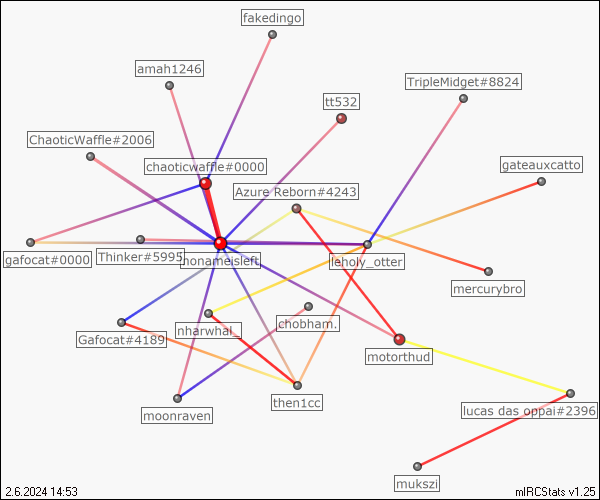 fakedingo
amah1246
TripleMidget#8824
tt532
ChaoticWaffle#2006
chaoticwaffle#0000
gateauxcatto
Azure Reborn#4243
gafocat#0000
Thinker#5995
nonameisleft
leholy_otter
mercurybro
Gafocat#4189
nharwhal_
chobham.
motorthud
moonraven
then1cc
lucas das oppai#2396
mukszi
2.6.2024 14:53
mIRCStats v1.25